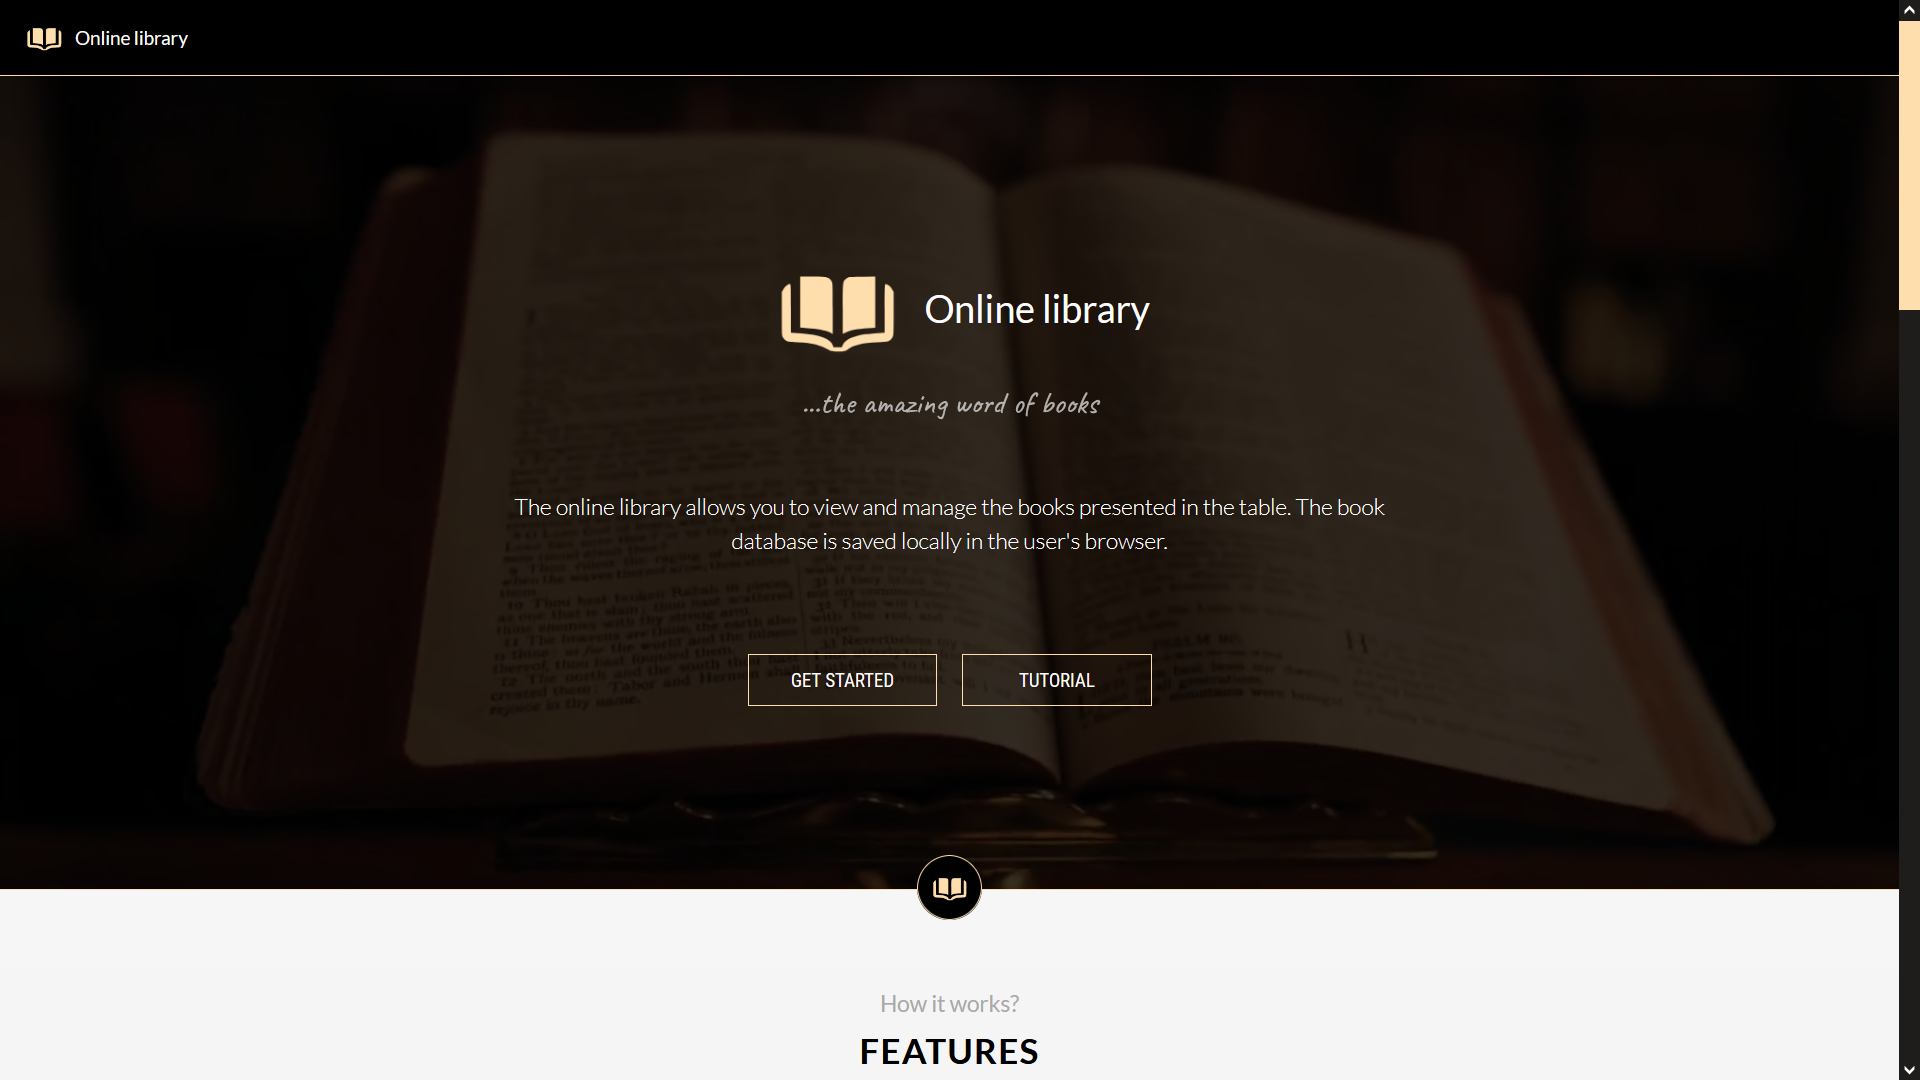 Online library
Online library
...the amazing word of books
The online library allows you to view and manage the books presented in the table. The book
database is saved locally in the user's browser.
GET STARTED
TUTORIAL
How it works?
FEATURES